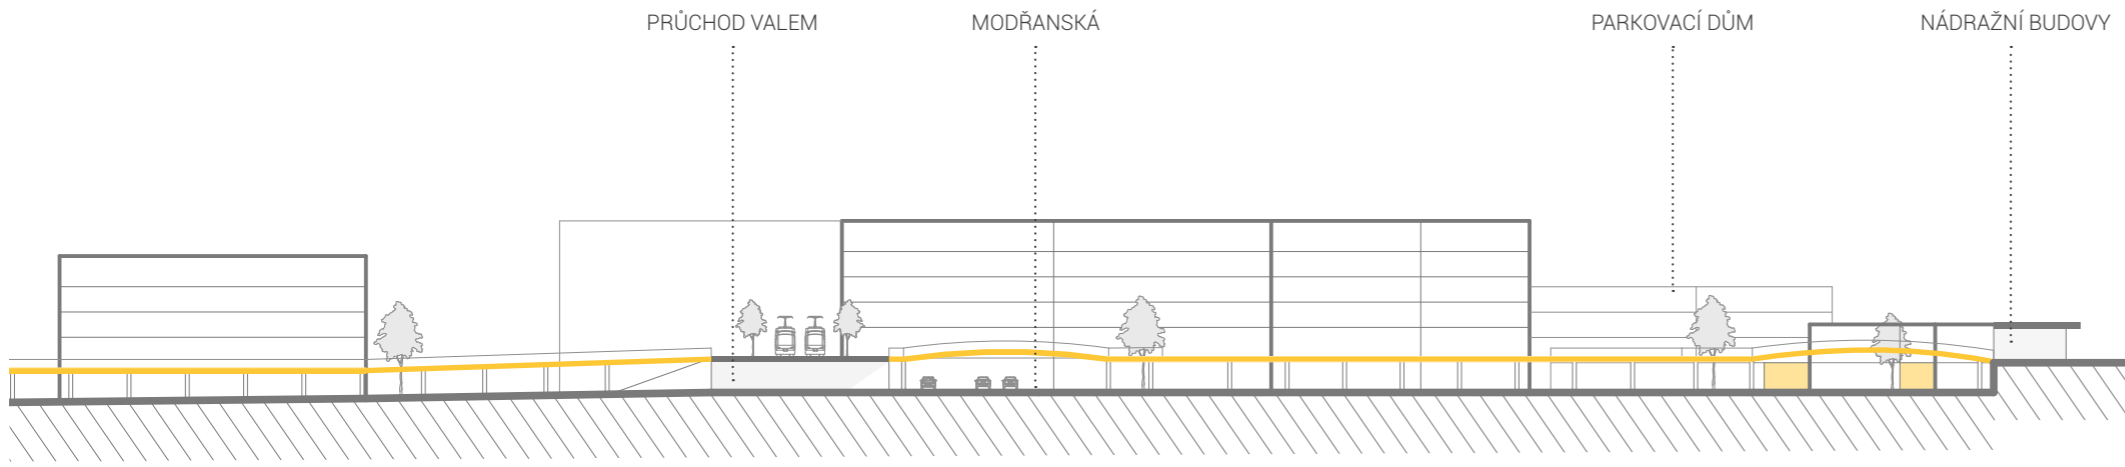 PRŮCHOD VALEM
MODŘANSKÁ
PARKOVACÍ DŮM
NÁDRAŽNÍ BUDOVY